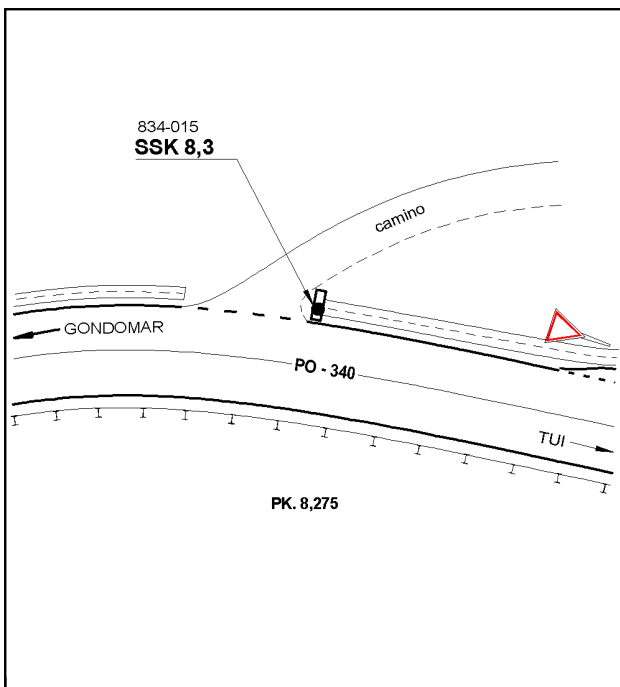 834-015
SSK 8,3
camino
GONDOMAR
PO - 340
TUI
PK. 8,275